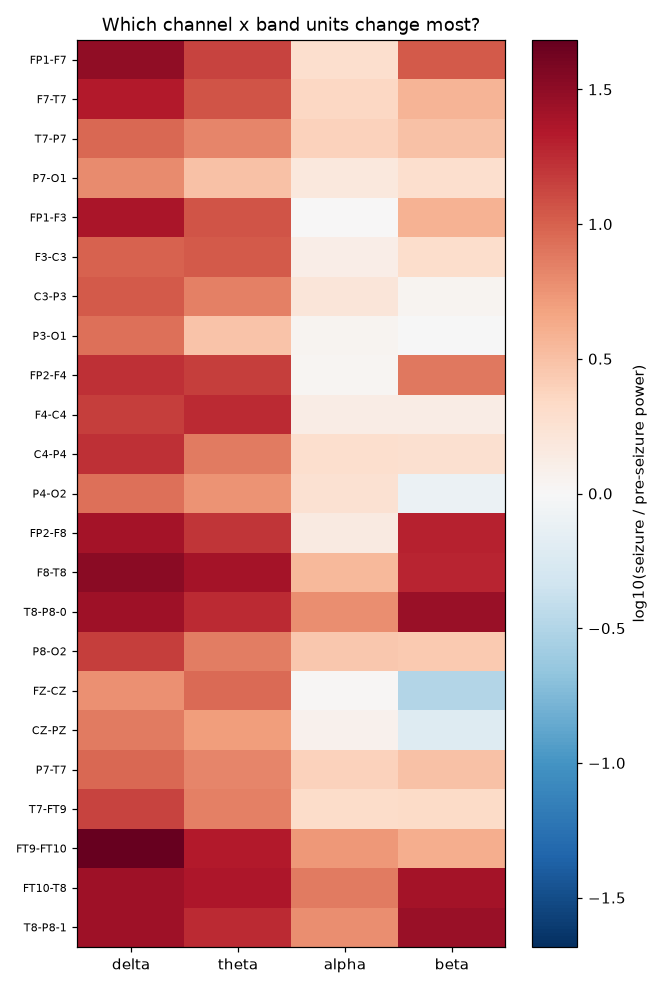 Which channel x band units change most?
FP1-F7
F7-T7
T7-P7
P7-O1
FP1-F3
F3-C3
C3-P3
P3-O1
FP2-F4
F4-C4
C4-P4
P4-O2
FP2-F8
F8-T8
T8-P8-0
P8-O2
FZ-CZ
CZ-PZ
P7-T7
T7-FT9
FT9-FT10
FT10-T8
T8-P8-1
delta theta alpha beta
1.5
1.0
0.5
0.0
−0.5
−1.0
−1.5
log10(seizure / pre-seizure power)